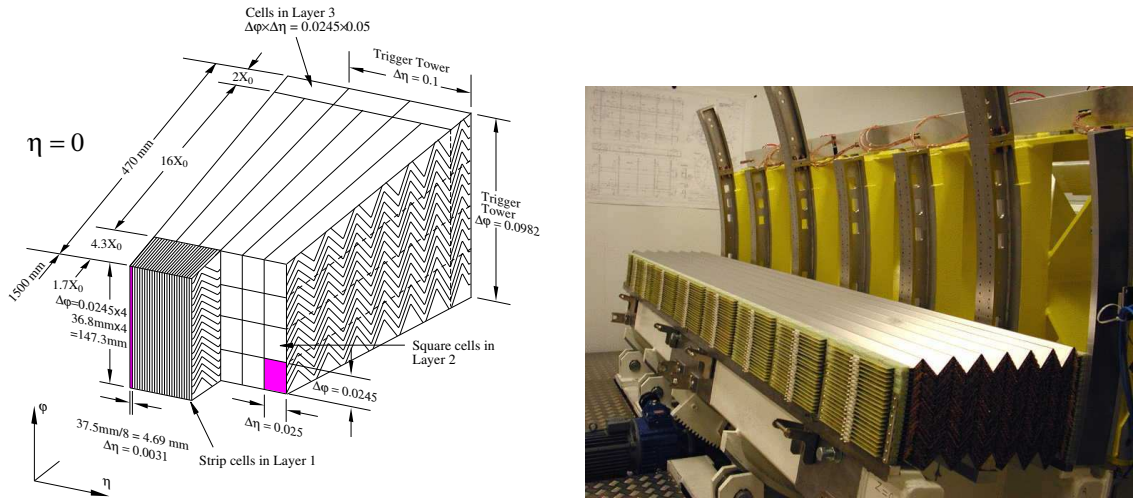 Cells in Layer 3
Δφ×Δη = 0.0245×0.05
Trigger Tower
Δη = 0.1
2X₀
η = 0
470 mm
16X₀
Trigger
Tower
Δφ = 0.0982
4.3X₀
1500 mm
1.7X₀
Δφ=0.0245x4
36.8mmx4
=147.3mm
Square cells in
Layer 2
Δφ = 0.0245
Δη = 0.025
37.5mm/8 = 4.69 mm
Δη = 0.0031
Strip cells in Layer 1
φ
η